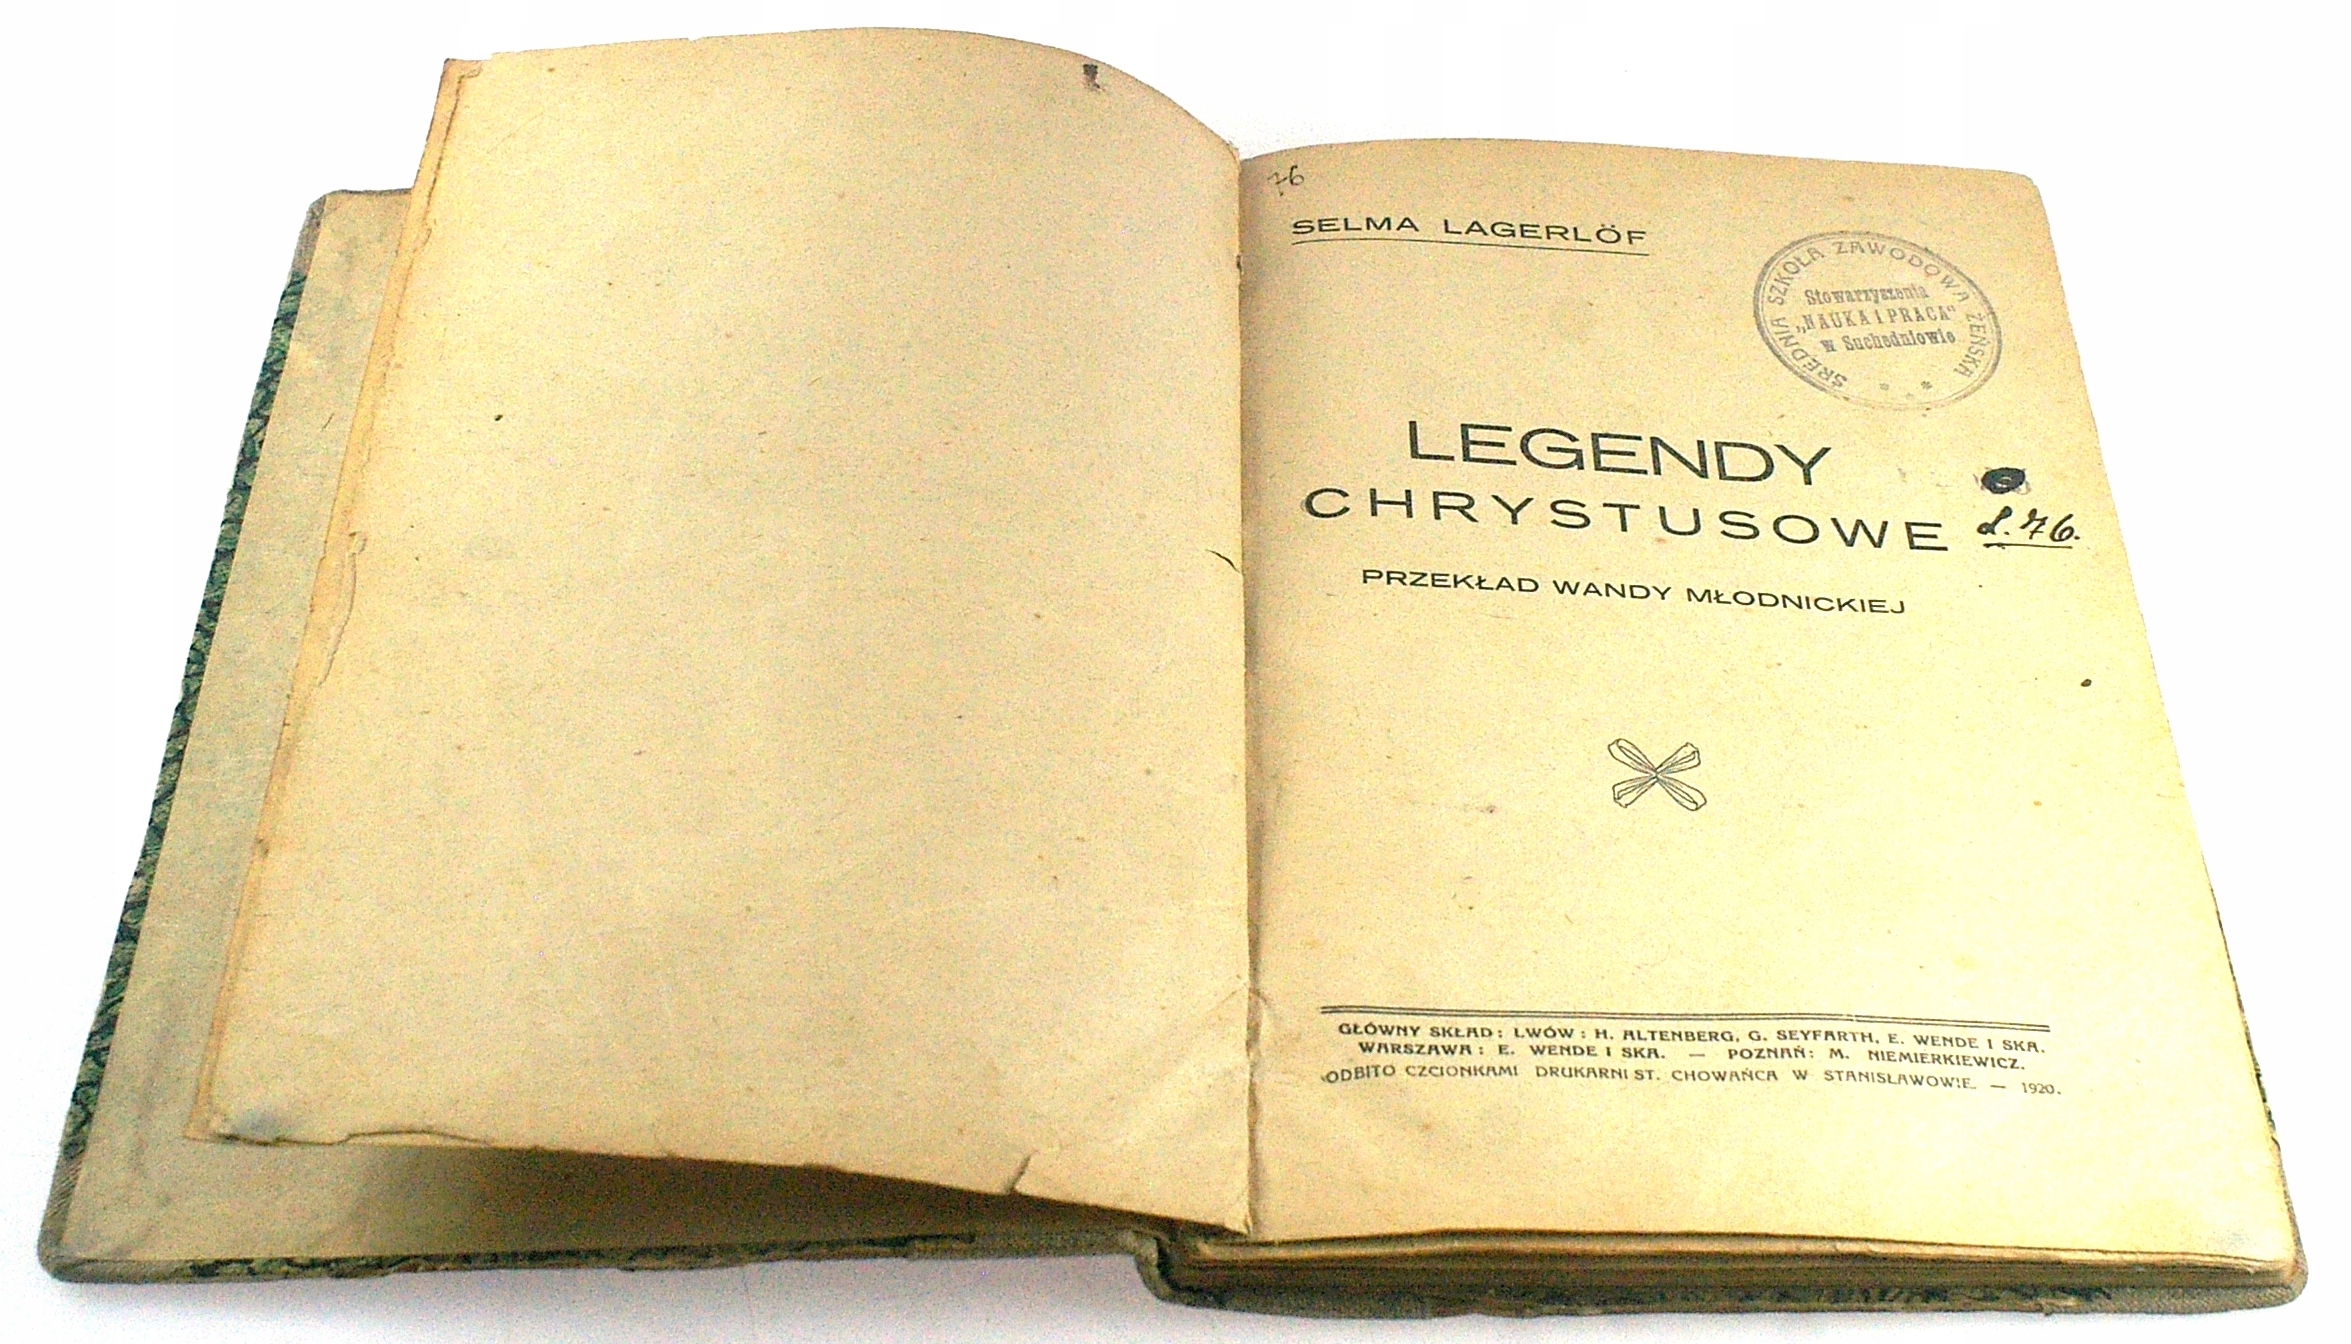 76
SELMA LAGERLÖF
ŚREDNIA SZKOŁA ZAWODOWA ŻEŃSKA
Stowarzyszenia
„NAUKA i PRACA"
w Suchedniowie
LEGENDY
CHRYSTUSOWE
L. 76.
PRZEKŁAD WANDY MŁODNICKIEJ
GŁÓWNY SKŁAD: LWÓW: H. ALTENBERG, G. SEYFARTH, E. WENDE I SKA.
WARSZAWA: E. WENDE I SKA. — POZNAŃ: M. NIEMIERKIEWICZ.
ODBITO CZCIONKAMI DRUKARNI ST. CHOWAŃCA W STANISŁAWOWIE. — 1920.